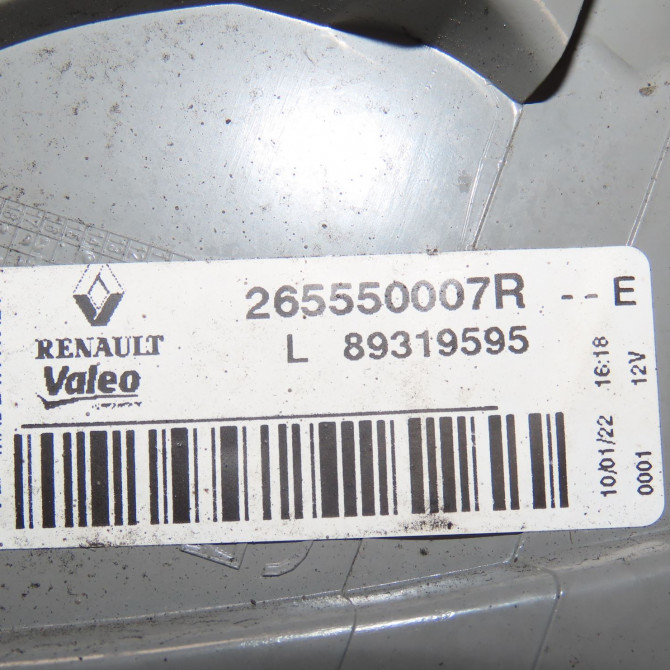 265550007R -- E
RENAULT
L 89319595
Valeo
10/01/22 16:18
0001 12V